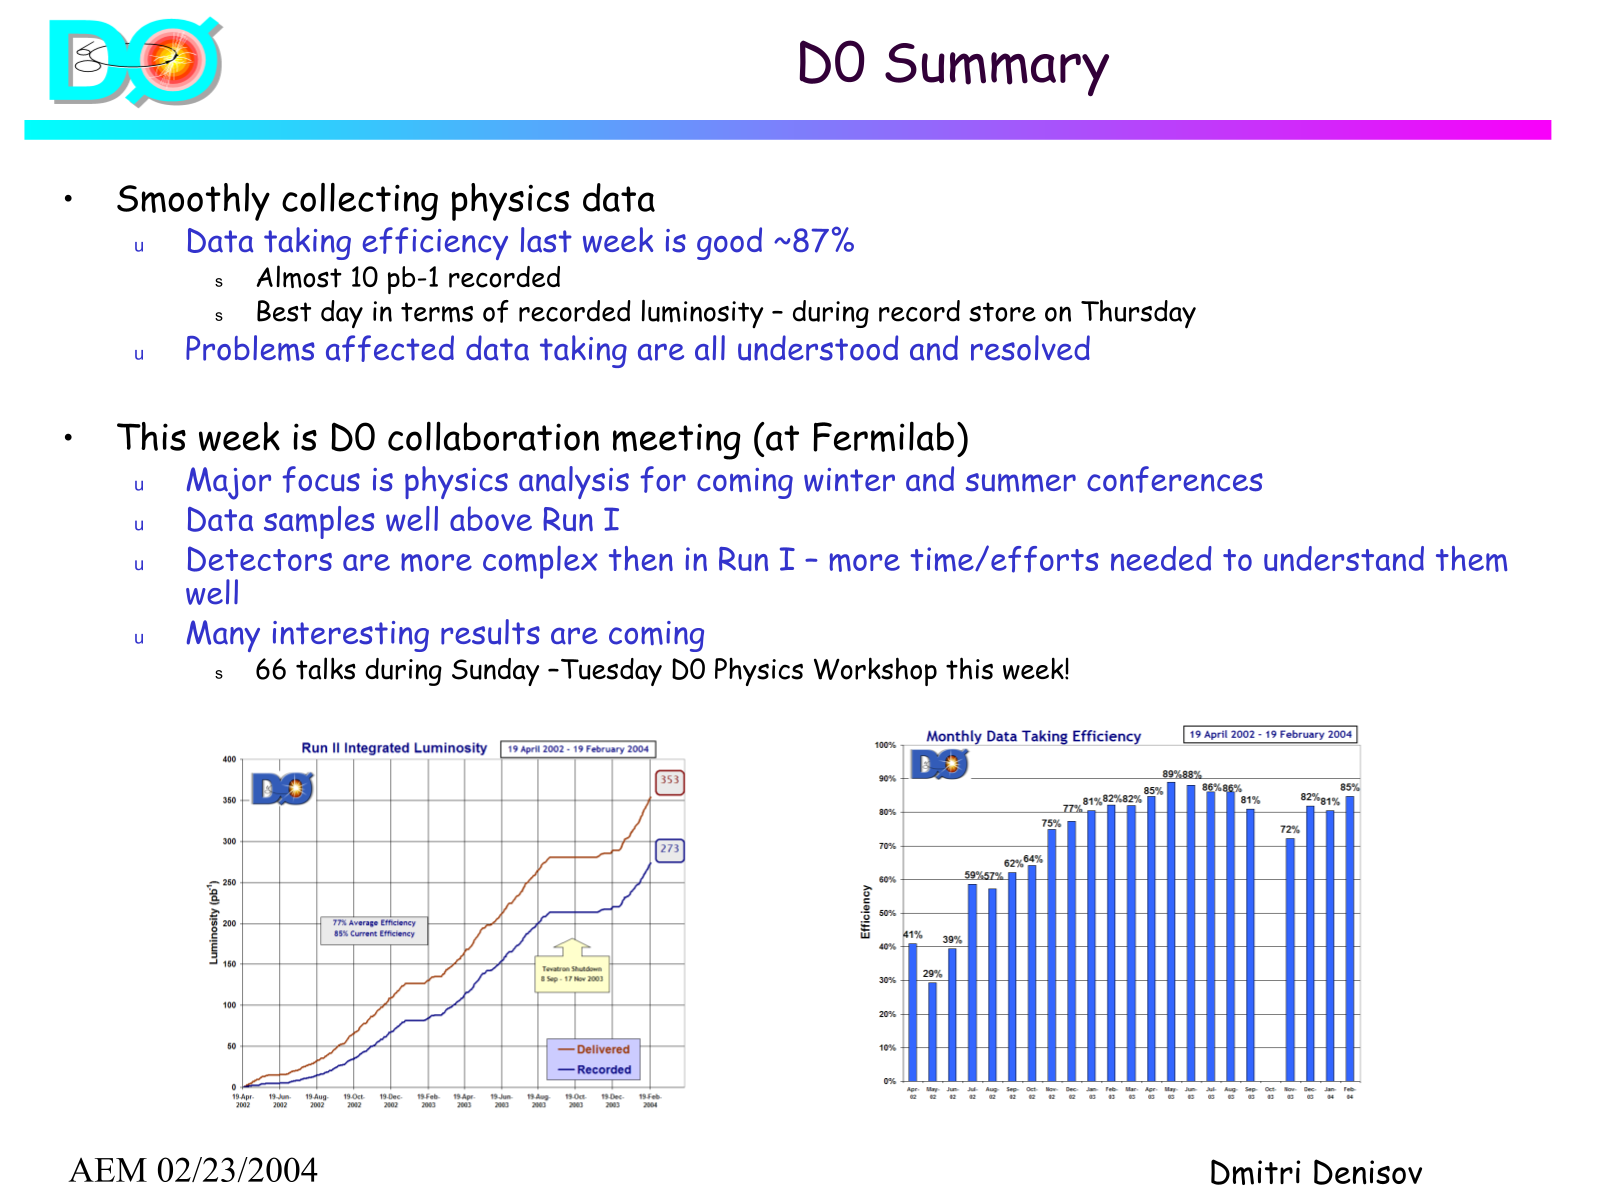 DØ
D0 Summary
• Smoothly collecting physics data
u Data taking efficiency last week is good ~87%
s Almost 10 pb-1 recorded
s Best day in terms of recorded luminosity – during record store on Thursday
u Problems affected data taking are all understood and resolved
• This week is D0 collaboration meeting (at Fermilab)
u Major focus is physics analysis for coming winter and summer conferences
u Data samples well above Run I
u Detectors are more complex then in Run I – more time/efforts needed to understand them
well
u Many interesting results are coming
s 66 talks during Sunday –Tuesday D0 Physics Workshop this week!
Run II Integrated Luminosity
19 April 2002 - 19 February 2004
DØ
Luminosity (pb-1)
400
350
300
250
200
150
100
50
0
353
273
77% Average Efficiency
85% Current Efficiency
Tevatron Shutdown
8 Sep - 17 Nov 2003
Delivered
Recorded
19-Apr- 19-Jun- 19-Aug- 19-Oct- 19-Dec- 19-Feb- 19-Apr- 19-Jun- 19-Aug- 19-Oct- 19-Dec- 19-Feb-
2002 2002 2002 2002 2002 2003 2003 2003 2003 2003 2003 2004
Monthly Data Taking Efficiency
19 April 2002 - 19 February 2004
DØ
Efficiency
100%
90%
80%
70%
60%
50%
40%
30%
20%
10%
0%
41% 29% 39% 59% 57% 62% 64% 75% 77% 81% 82% 82% 85% 89% 88% 86% 86% 81% 72% 82% 81% 85%
Apr- May- Jun- Jul- Aug- Sep- Oct- Nov- Dec- Jan- Feb- Mar- Apr- May- Jun- Jul- Aug- Sep- Oct- Nov- Dec- Jan- Feb-
02 02 02 02 02 02 02 02 02 03 03 03 03 03 03 03 03 03 03 03 03 04 04
AEM 02/23/2004
Dmitri Denisov